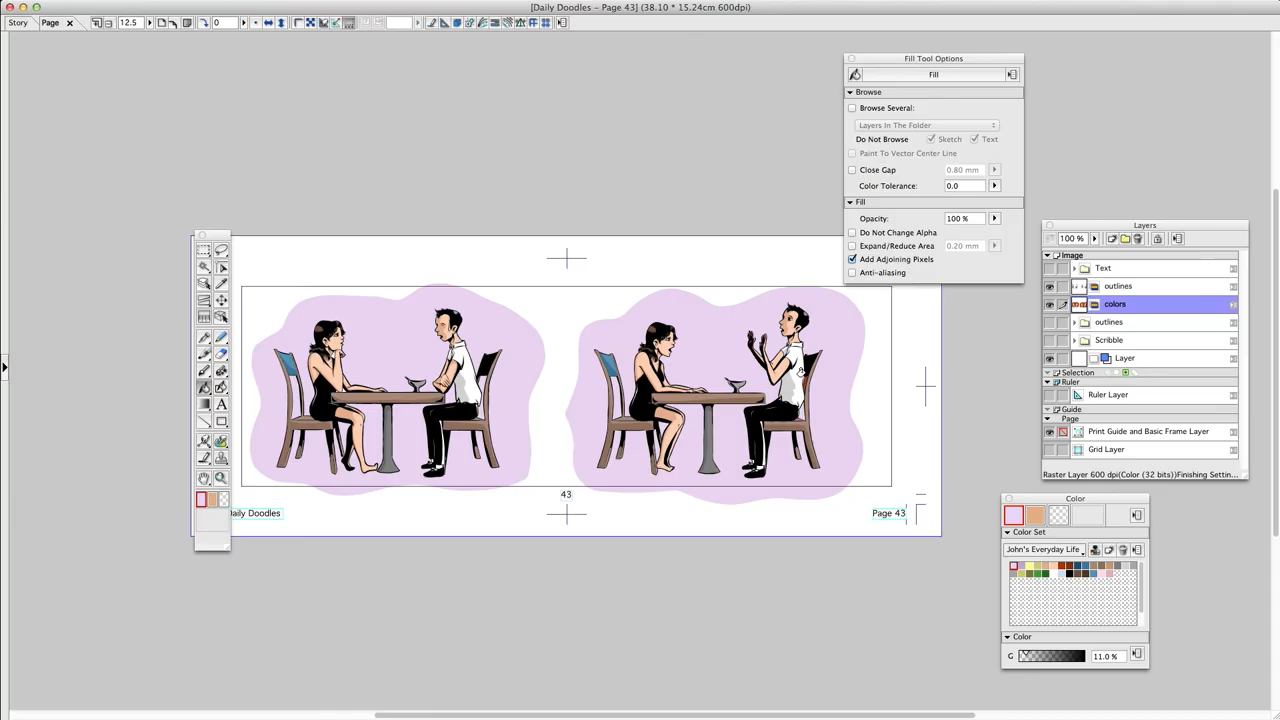 [Daily Doodles - Page 43] (38.10 * 15.24cm 600dpi)
Story Page 12.5 0
Fill Tool Options
Fill
Browse
Browse Several:
Layers In The Folder
Do Not Browse Sketch Text
Paint To Vector Center Line
Close Gap 0.80 mm
Color Tolerance: 0.0
Fill
Opacity: 100 %
Do Not Change Alpha
Expand/Reduce Area 0.20 mm
Add Adjoining Pixels
Anti-aliasing
Layers
100 %
Image
Text
outlines
colors
outlines
Scribble
Layer
Selection
Ruler
Ruler Layer
Guide
Page
Print Guide and Basic Frame Layer
Grid Layer
Raster Layer 600 dpi(Color (32 bits))Finishing Settin...
A
43
Daily Doodles
Page 43
Color
Color Set
John's Everyday Life
Color
G 11.0 %